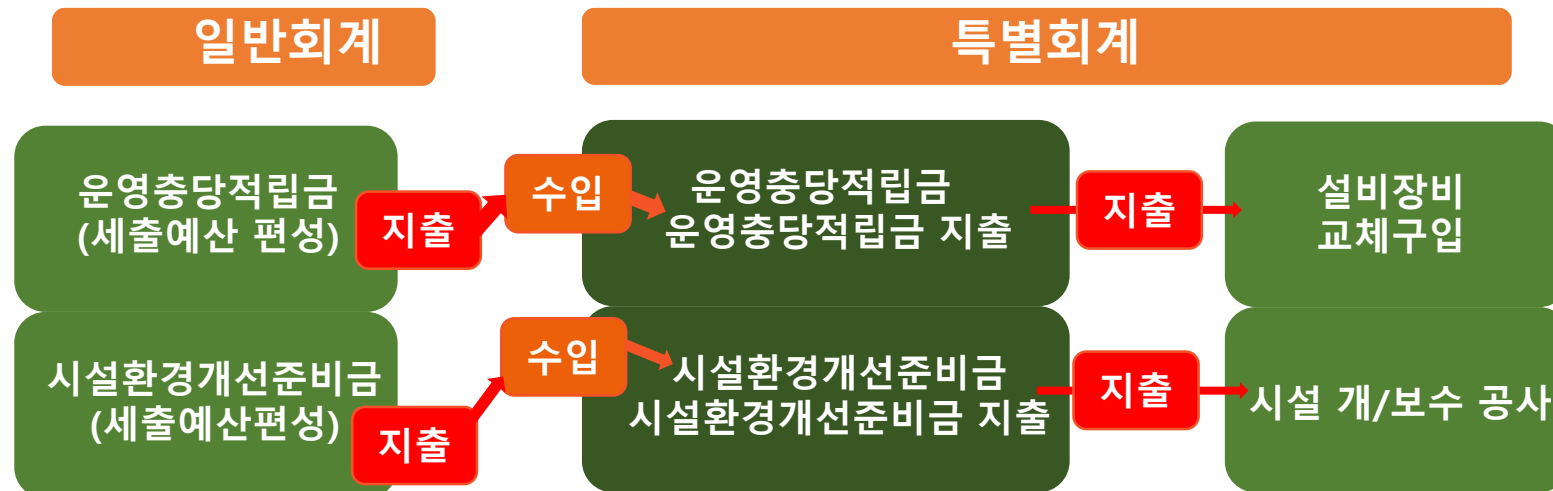 일반회계
특별회계
운영충당적립금
(세출예산 편성)
지출
수입
운영충당적립금
운영충당적립금 지출
지출
설비장비
교체구입
시설환경개선준비금
(세출예산편성)
지출
수입
시설환경개선준비금
시설환경개선준비금 지출
지출
시설 개/보수 공사